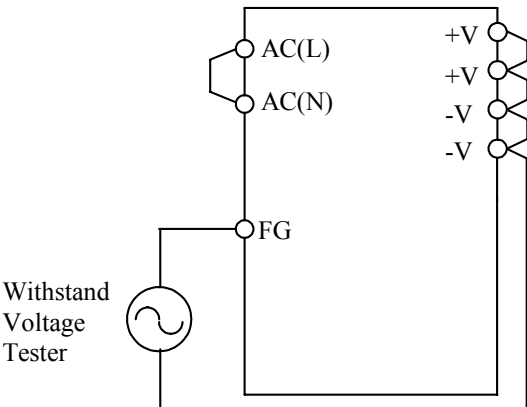 AC(L)
AC(N)
+V
+V
-V
-V
FG
Withstand
Voltage
Tester